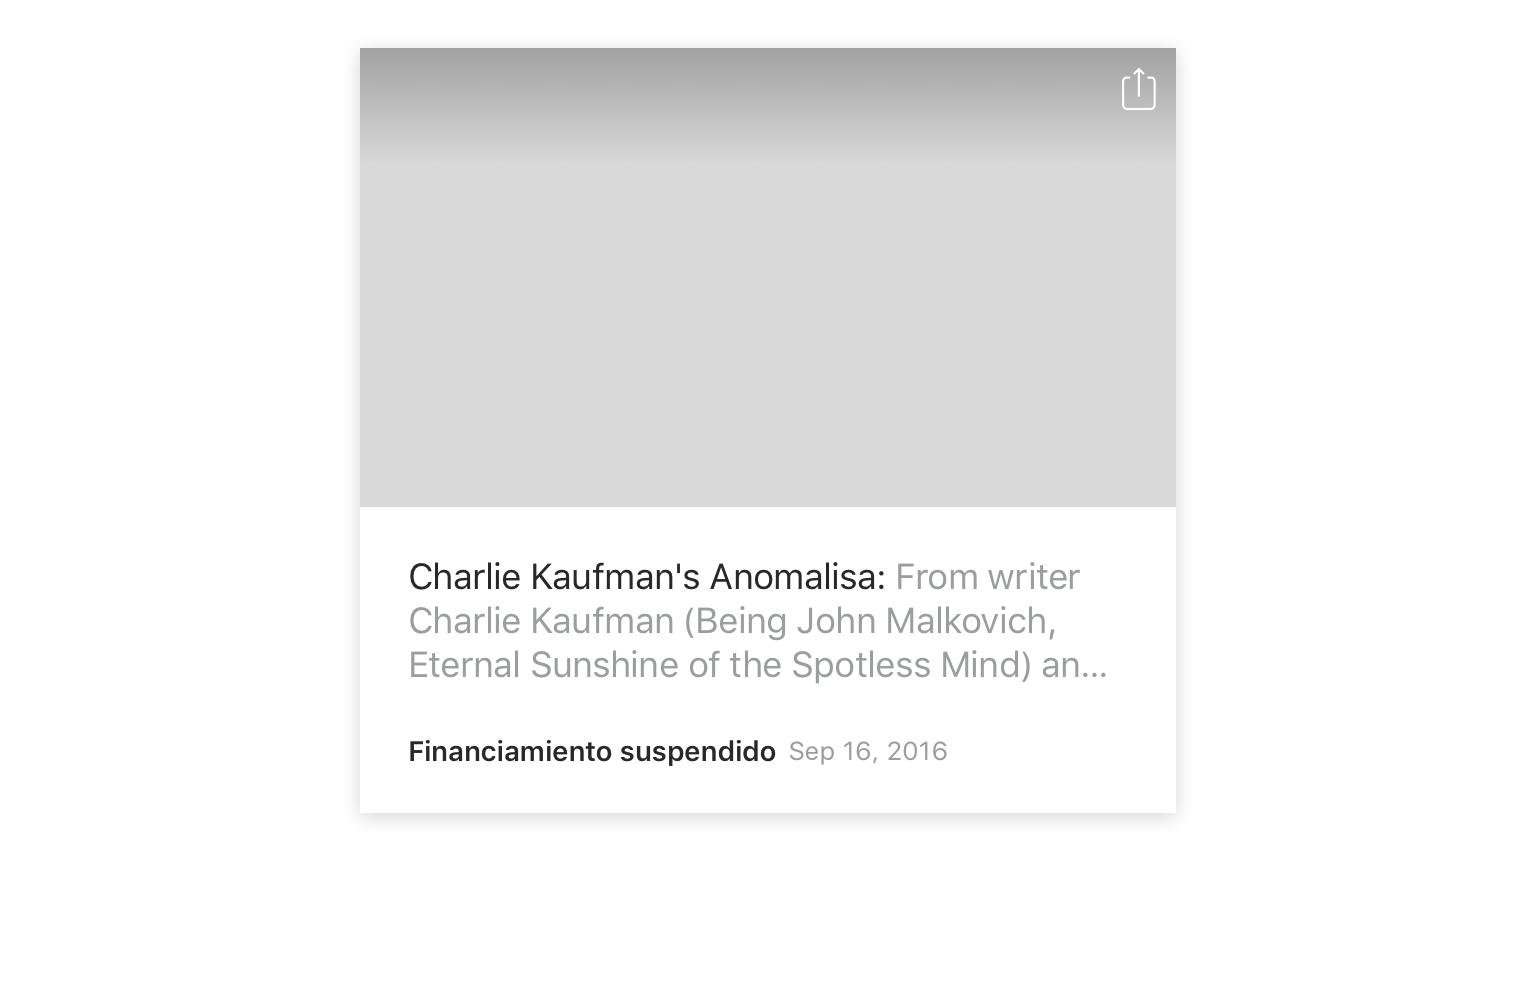 Charlie Kaufman's Anomalisa: From writer
Charlie Kaufman (Being John Malkovich,
Eternal Sunshine of the Spotless Mind) an...
Financiamiento suspendido Sep 16, 2016